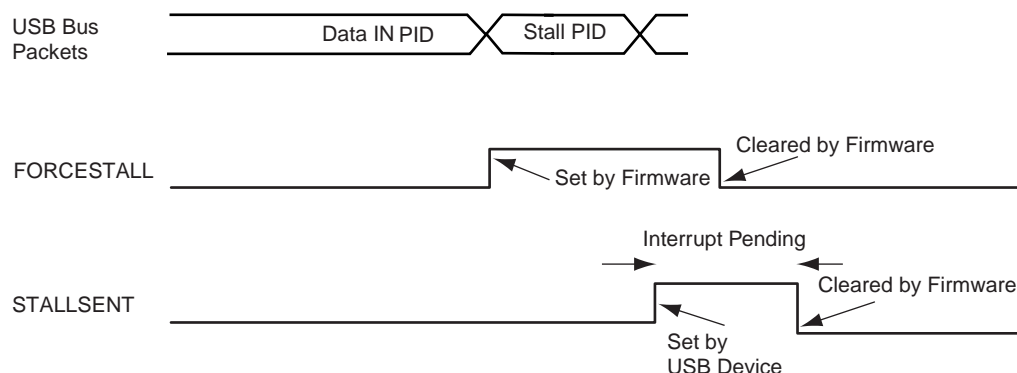 USB Bus
Packets
Data IN PID
Stall PID
FORCESTALL
Set by Firmware
Cleared by Firmware
Interrupt Pending
STALLSENT
Cleared by Firmware
Set by
USB Device